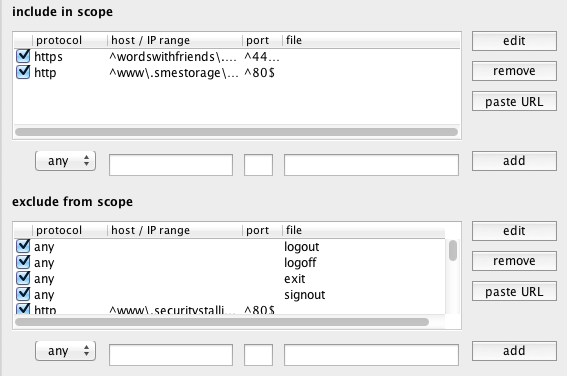 include in scope
protocol host / IP range port file edit
https ^wordswithfriends\.... ^44...
http ^www\.smestorage\... ^80$ remove
paste URL
any add
exclude from scope
protocol host / IP range port file edit
any logout
any logoff remove
any exit
any signout paste URL
http ^www\.securitystalli... ^80$
any add